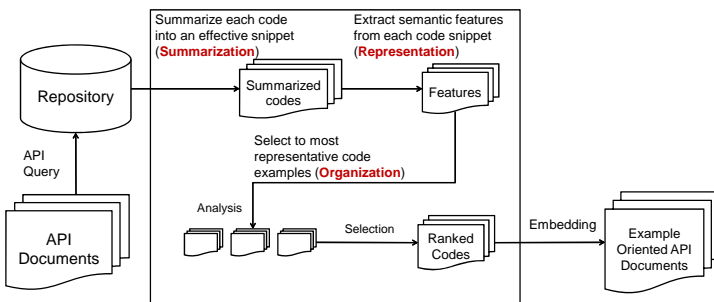 Summarize each code
into an effective snippet
(Summarization)
Extract semantic features
from each code snippet
(Representation)
Repository
Summarized
codes
Features
API
Query
Select to most
representative code
examples (Organization)
API
Documents
Analysis
Selection
Ranked
Codes
Embedding
Example
Oriented API
Documents